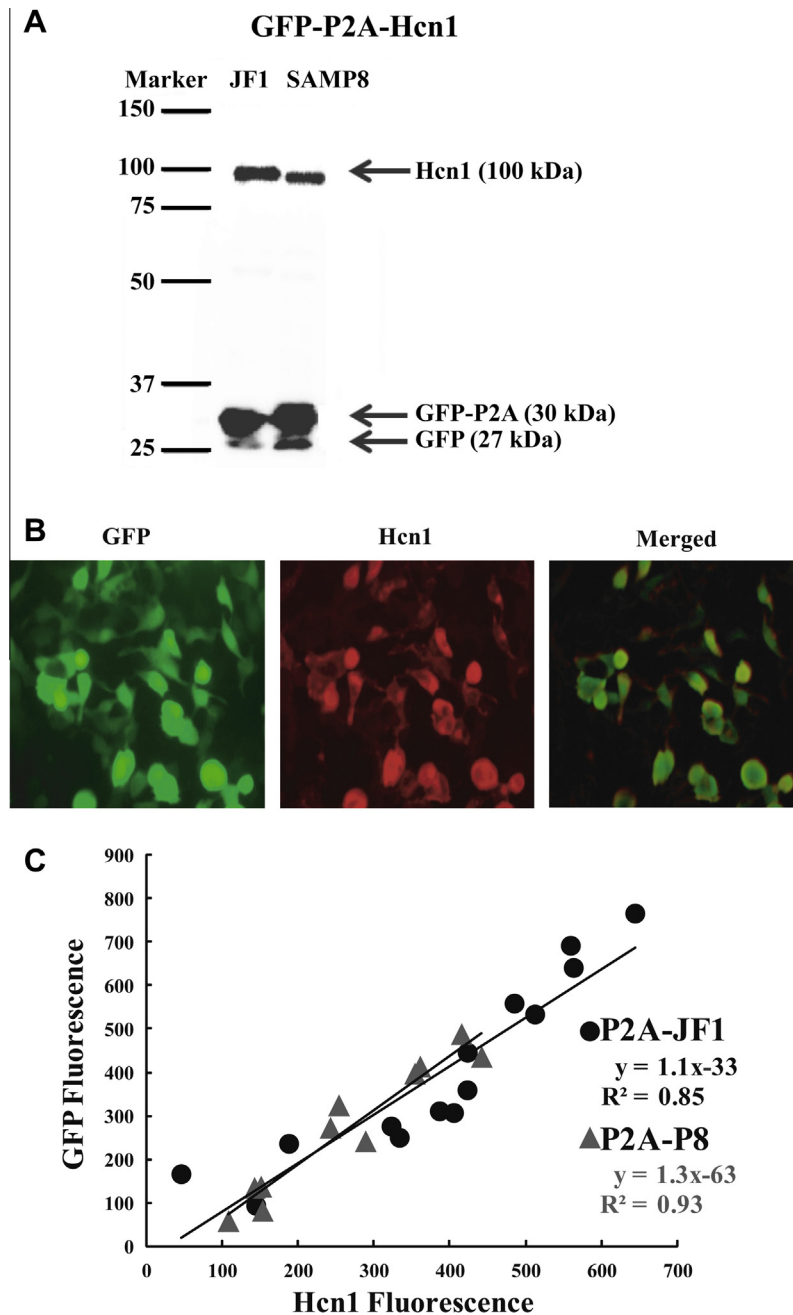 A
GFP-P2A-Hcn1
Marker JF1 SAMP8
150
100
Hcn1 (100 kDa)
75
50
37
GFP-P2A (30 kDa)
GFP (27 kDa)
25
B
GFP Hcn1 Merged
C
900
800
700
600
500
400
300
200
100
0
GFP Fluorescence
P2A-JF1
y = 1.1x-33
R² = 0.85
P2A-P8
y = 1.3x-63
R² = 0.93
0 100 200 300 400 500 600 700
Hcn1 Fluorescence